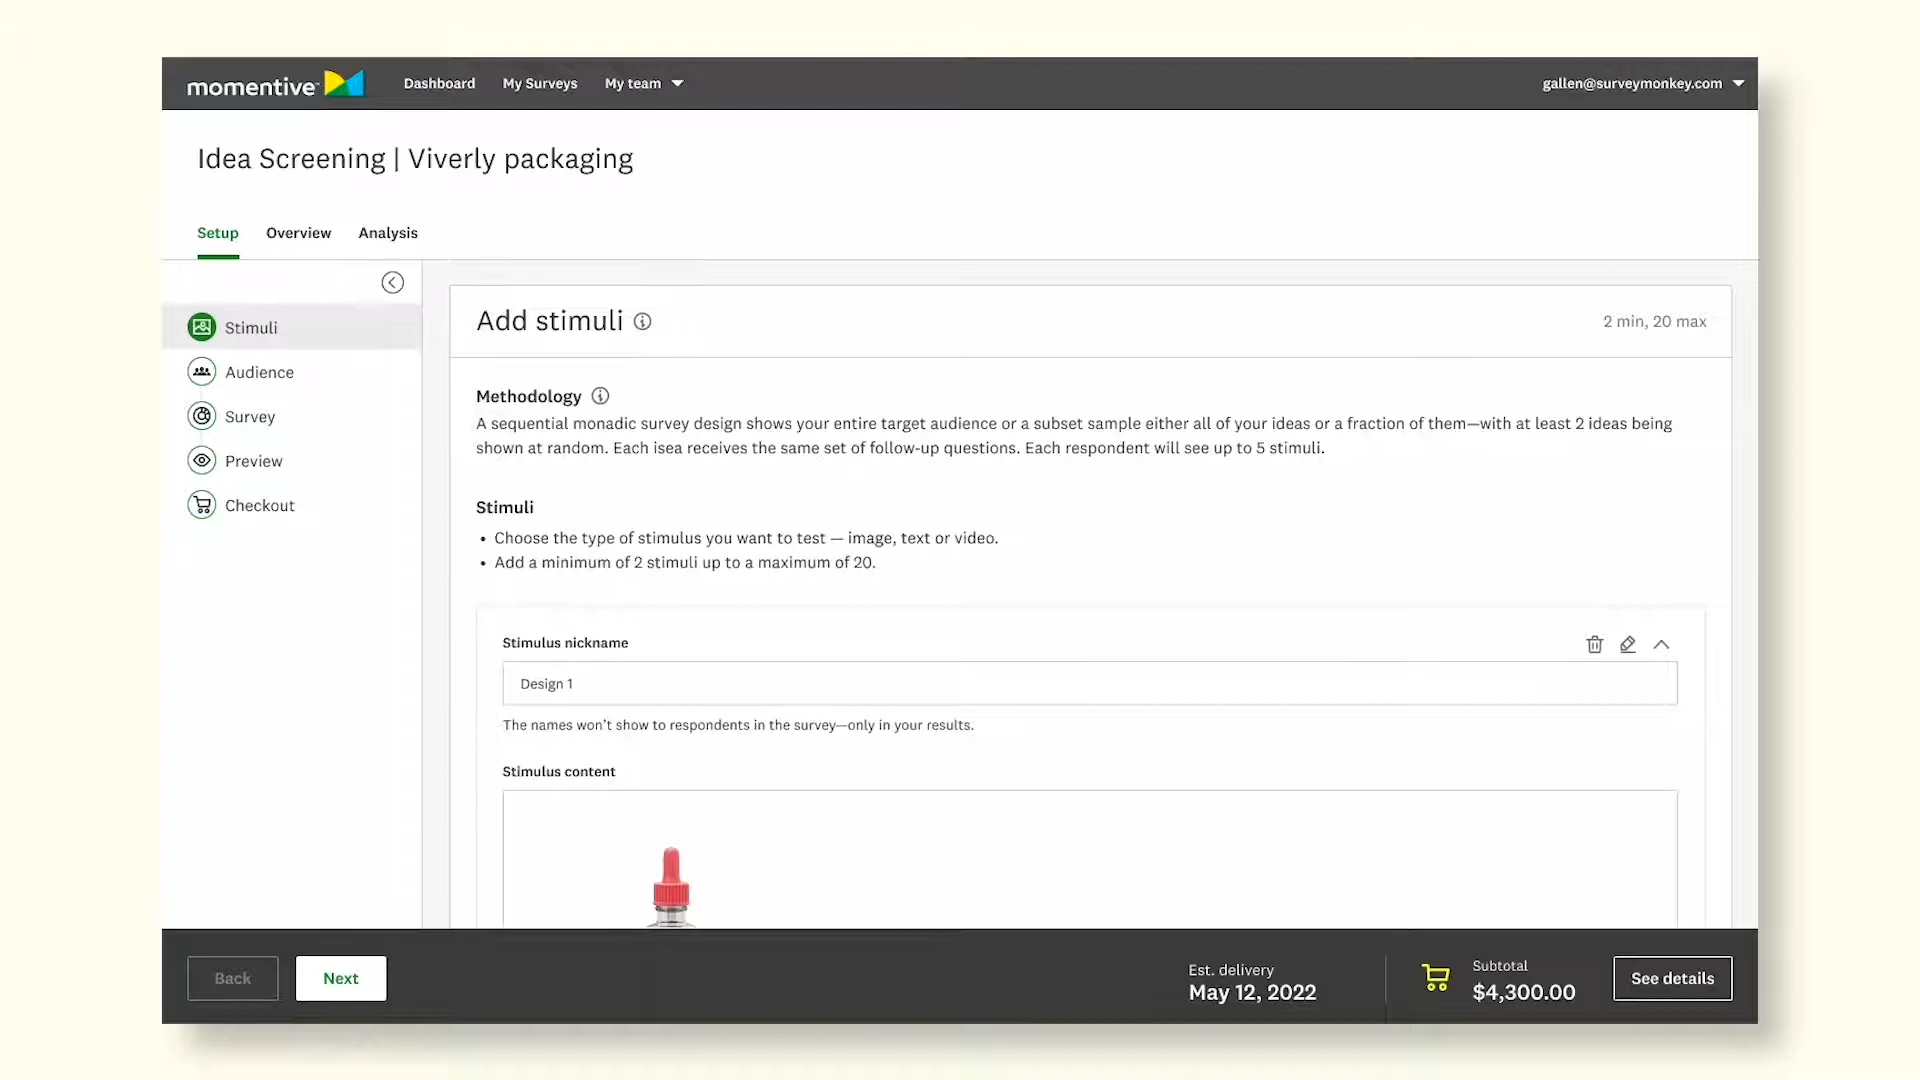 momentive
Dashboard
My Surveys
My team
gallen@surveymonkey.com
Idea Screening | Viverly packaging
Setup
Overview
Analysis
Stimuli
Audience
Survey
Preview
Checkout
Add stimuli
2 min, 20 max
Methodology
A sequential monadic survey design shows your entire target audience or a subset sample either all of your ideas or a fraction of them—with at least 2 ideas being
shown at random. Each isea receives the same set of follow-up questions. Each respondent will see up to 5 stimuli.
Stimuli
• Choose the type of stimulus you want to test — image, text or video.
• Add a minimum of 2 stimuli up to a maximum of 20.
Stimulus nickname
Design 1
The names won't show to respondents in the survey—only in your results.
Stimulus content
Back
Next
Est. delivery
May 12, 2022
Subtotal
$4,300.00
See details